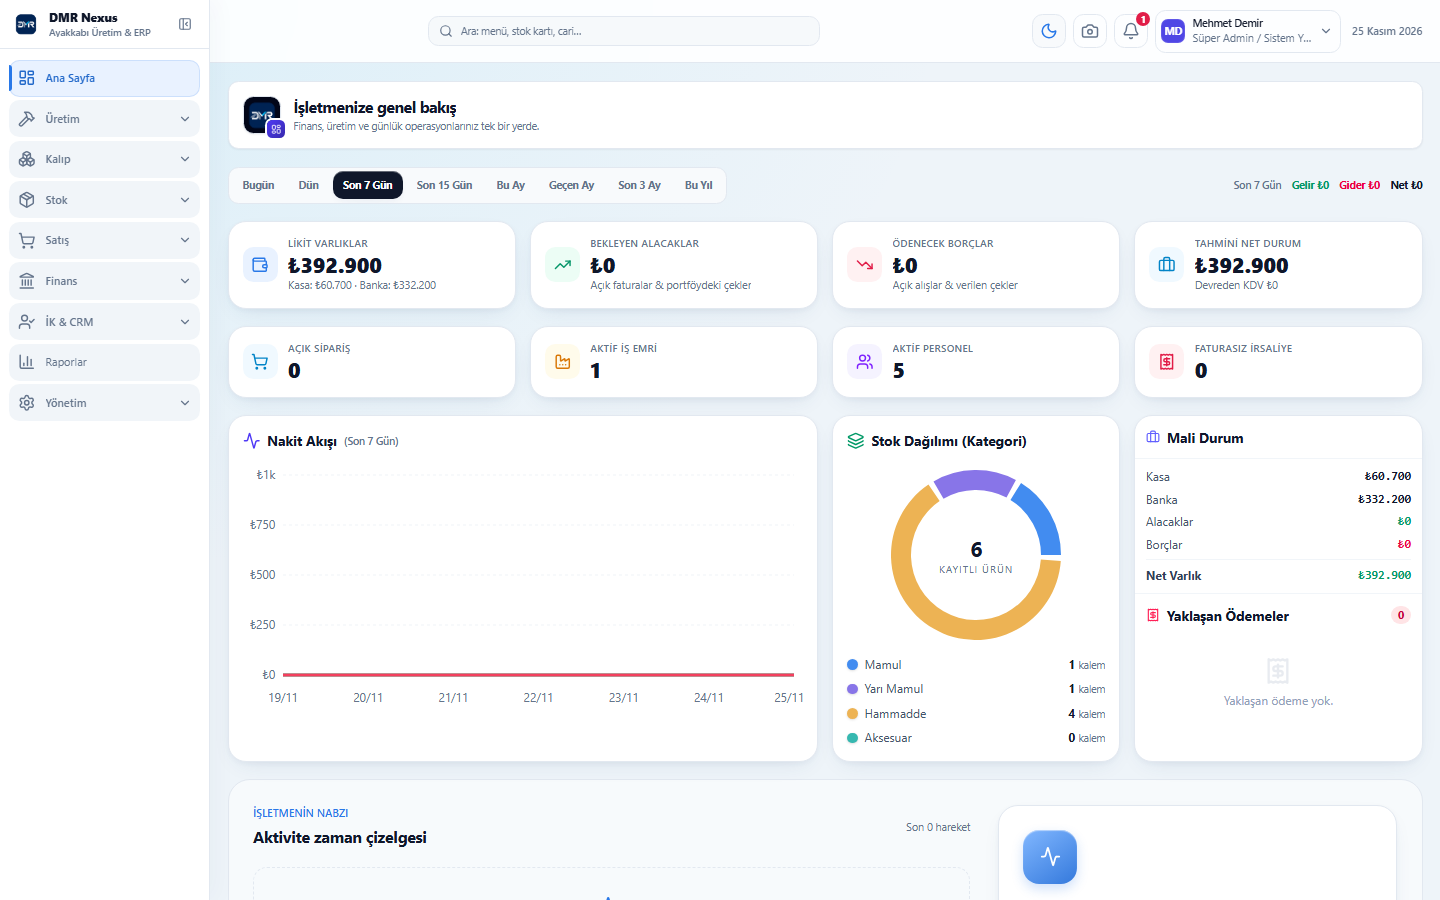 DMR Nexus
Ayakkabı Üretim & ERP
Ara: menü, stok kartı, cari...
1
MD
Mehmet Demir
Süper Admin / Sistem Y...
25 Kasım 2026
Ana Sayfa
Üretim
Kalıp
Stok
Satış
Finans
İK & CRM
Raporlar
Yönetim
DMR
İşletmenize genel bakış
Finans, üretim ve günlük operasyonlarınız tek bir yerde.
Bugün Dün Son 7 Gün Son 15 Gün Bu Ay Geçen Ay Son 3 Ay Bu Yıl
Son 7 Gün Gelir ₺0 Gider ₺0 Net ₺0
LİKİT VARLIKLAR
₺392.900
Kasa: ₺60.700 · Banka: ₺332.200
BEKLEYEN ALACAKLAR
₺0
Açık faturalar & portföydeki çekler
ÖDENECEK BORÇLAR
₺0
Açık alışlar & verilen çekler
TAHMİNİ NET DURUM
₺392.900
Devreden KDV ₺0
AÇIK SİPARİŞ
0
AKTİF İŞ EMRİ
1
AKTİF PERSONEL
5
FATURASIZ İRSALİYE
0
Nakit Akışı (Son 7 Gün)
₺1k
₺750
₺500
₺250
₺0
19/11 20/11 21/11 22/11 23/11 24/11 25/11
Stok Dağılımı (Kategori)
6
KAYITLI ÜRÜN
Mamul 1 kalem
Yarı Mamul 1 kalem
Hammadde 4 kalem
Aksesuar 0 kalem
Mali Durum
Kasa ₺60.700
Banka ₺332.200
Alacaklar ₺0
Borçlar ₺0
Net Varlık ₺392.900
Yaklaşan Ödemeler 0
Yaklaşan ödeme yok.
İŞLETMENİN NABZI
Aktivite zaman çizelgesi
Son 0 hareket